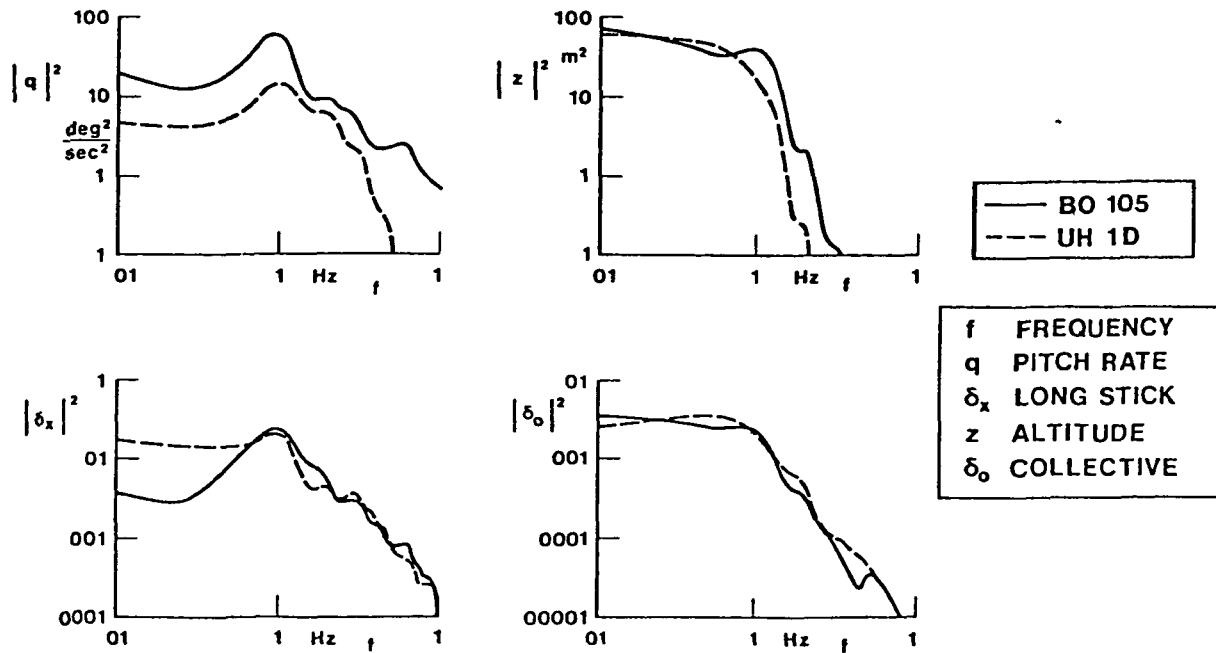 100
|q|²
10
deg²
sec²
1
1
01 1 Hz f 1
100
|z|² m²
10
1
1
01 1 Hz f 1
BO 105
UH 1D
f FREQUENCY
q PITCH RATE
δx LONG STICK
z ALTITUDE
δo COLLECTIVE
1
|δx|²
01
001
0001
01 1 Hz f 1
01
|δo|²
001
0001
00001
01 1 Hz f 1